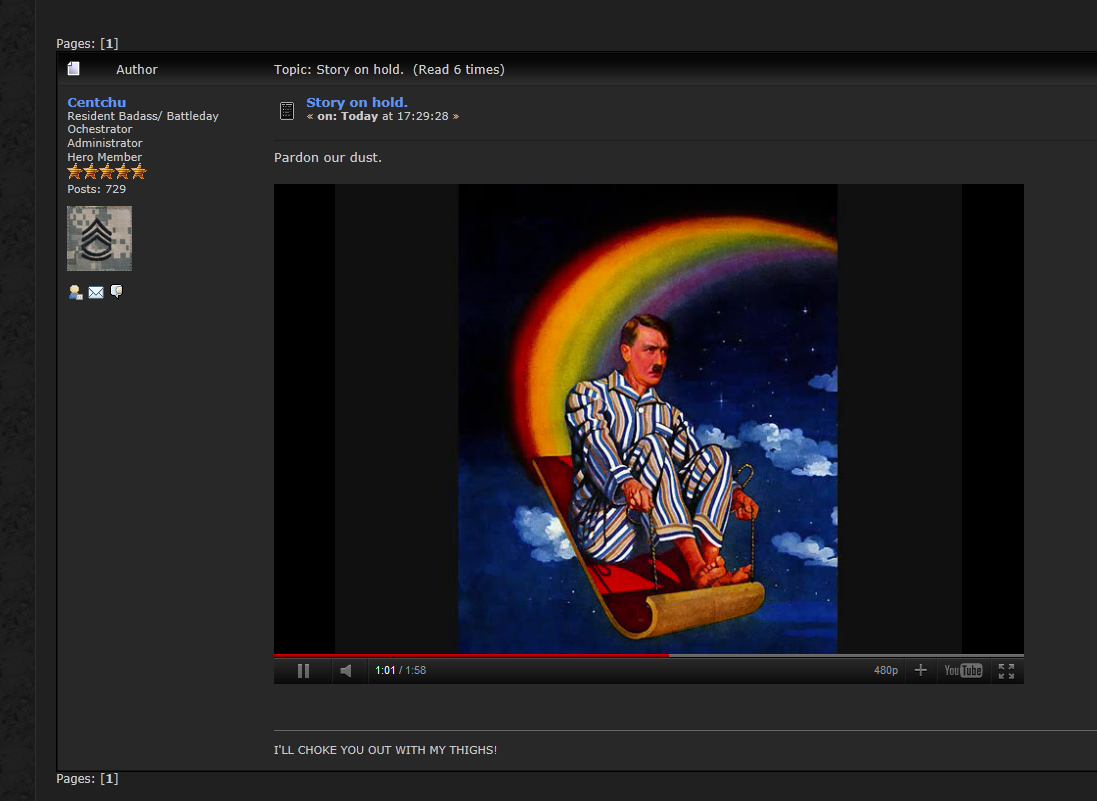 Pages: [1]
Author
Topic: Story on hold. (Read 6 times)
Centchu
Resident Badass/ Battleday
Ochestrator
Administrator
Hero Member
Posts: 729
Story on hold.
« on: Today at 17:29:28 »
Pardon our dust.
1:01 / 1:58
480p
YouTube
I'LL CHOKE YOU OUT WITH MY THIGHS!
Pages: [1]